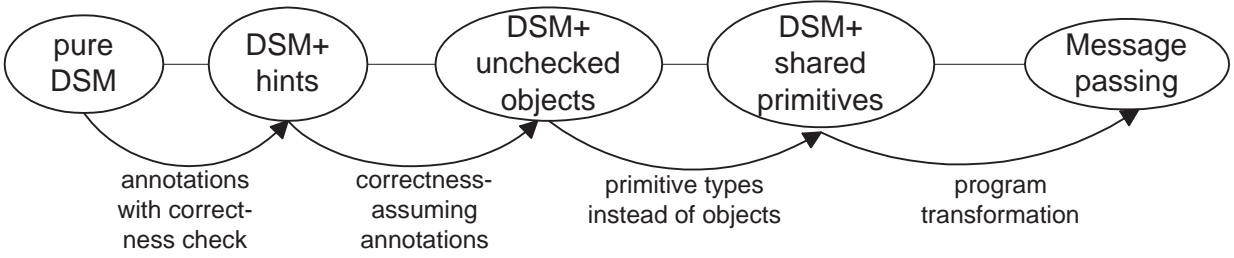 pure
DSM
DSM+
hints
DSM+
unchecked
objects
DSM+
shared
primitives
Message
passing
annotations
with correct-
ness check
correctness-
assuming
annotations
primitive types
instead of objects
program
transformation